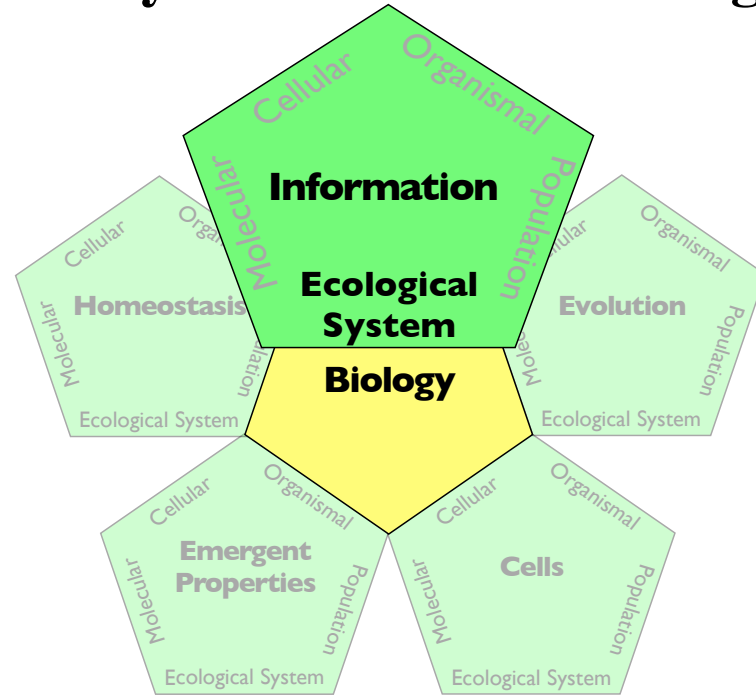 Cellular
Organismal
Molecular
Information
Population
Ecological
System
Cellular
Molecular
Homeostasis
Ecological System
Evolution
Organismal
Population
Ecological System
Biology
Cellular
Organismal
Molecular
Emergent
Properties
Population
Ecological System
Cellular
Organismal
Molecular
Cells
Population
Ecological System